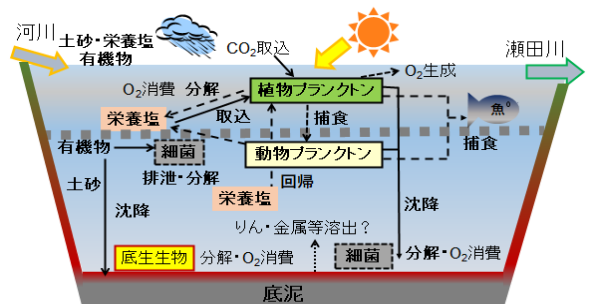 河川
土砂・栄養塩
有機物
CO2取込
瀬田川
O2生成
O2消費 分解
植物プランクトン
栄養塩
取込
捕食
魚
捕食
有機物
細菌
動物プランクトン
排泄・分解
回帰
土砂
栄養塩
沈降
沈降
りん・金属等溶出？
底生生物
分解・O2消費
細菌
分解・O2消費
底泥